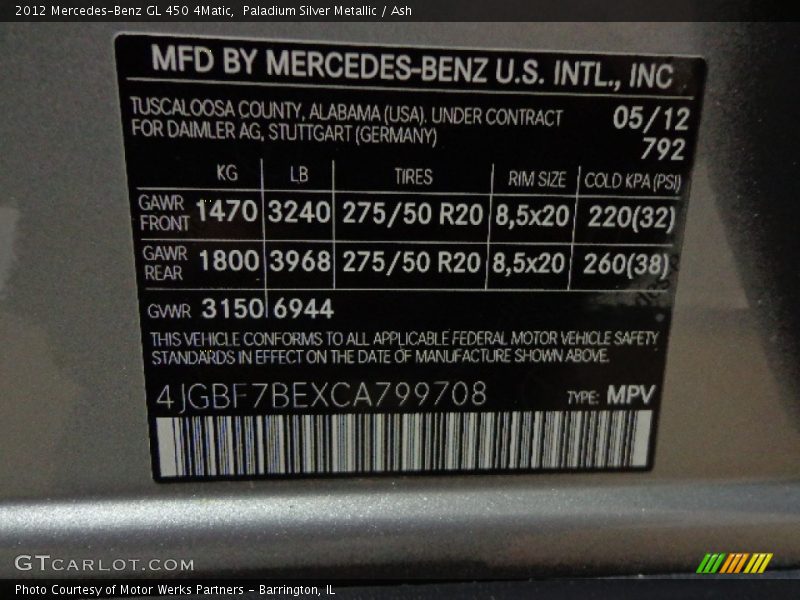 2012 Mercedes-Benz GL 450 4Matic, Paladium Silver Metallic / Ash
MFD BY MERCEDES-BENZ U.S. INTL., INC
TUSCALOOSA COUNTY, ALABAMA (USA). UNDER CONTRACT
FOR DAIMLER AG, STUTTGART (GERMANY)
05/12
792
KG LB TIRES RIM SIZE COLD KPA (PSI)
GAWR
FRONT 1470 3240 275/50 R20 8,5x20 220(32)
GAWR
REAR 1800 3968 275/50 R20 8,5x20 260(38)
GVWR 3150 6944
THIS VEHICLE CONFORMS TO ALL APPLICABLE FEDERAL MOTOR VEHICLE SAFETY
STANDARDS IN EFFECT ON THE DATE OF MANUFACTURE SHOWN ABOVE.
4JGBF7BEXCA799708 TYPE: MPV
GTCARLOT.COM
Photo Courtesy of Motor Werks Partners - Barrington, IL